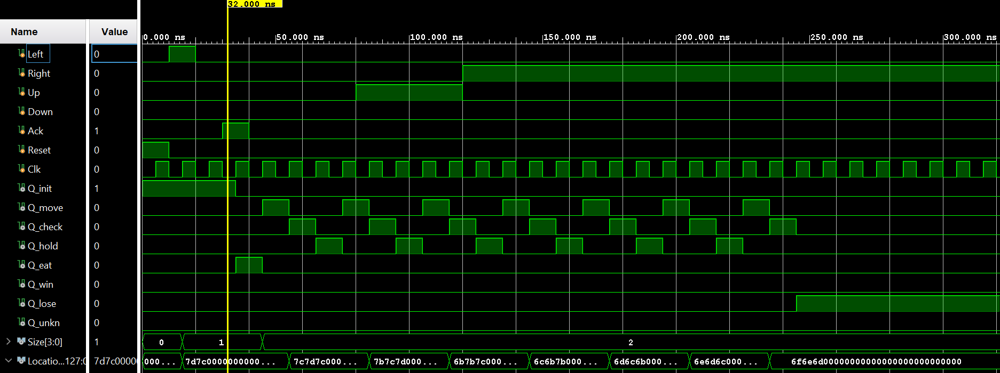 32.000 ns
Name Value
0.000 ns 50.000 ns 100.000 ns 150.000 ns 200.000 ns 250.000 ns 300.000 ns
Left 0
Right 0
Up 0
Down 0
Ack 1
Reset 0
Clk 0
Q_init 1
Q_move 0
Q_check 0
Q_hold 0
Q_eat 0
Q_win 0
Q_lose 0
Q_unkn 0
Size[3:0] 1 0 1 2
Locatio...127:0 7d7c00000 000... 7d7c0000000000... 7c7d7c000... 7b7c7d000... 6b7b7c000... 6c6b7b000... 6d6c6b000... 6e6d6c000... 6f6e6d00000000000000000000000000